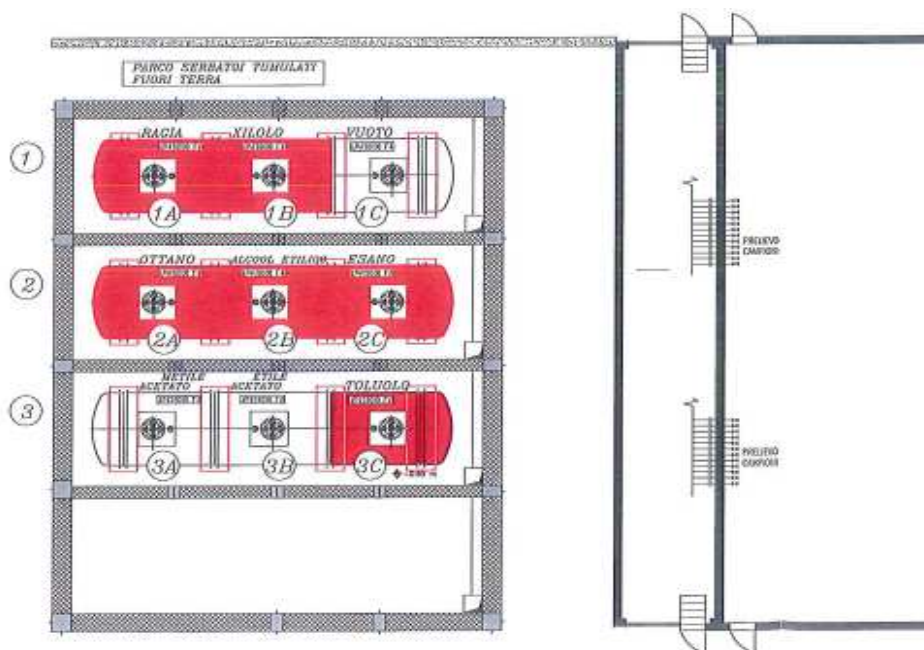 PARCO SERBATOI TUMULATI
FUORI TERRA
1
RAGIA XILOLO VUOTO
1A 1B 1C
2
OTTANO ALCOOL ETILICO ESANO
2A 2B 2C
3
METILE ETILE
ACETATO ACETATO TOLUOLO
3A 3B 3C
PRELIEVO
CAMPIONI
PRELIEVO
CAMPIONI